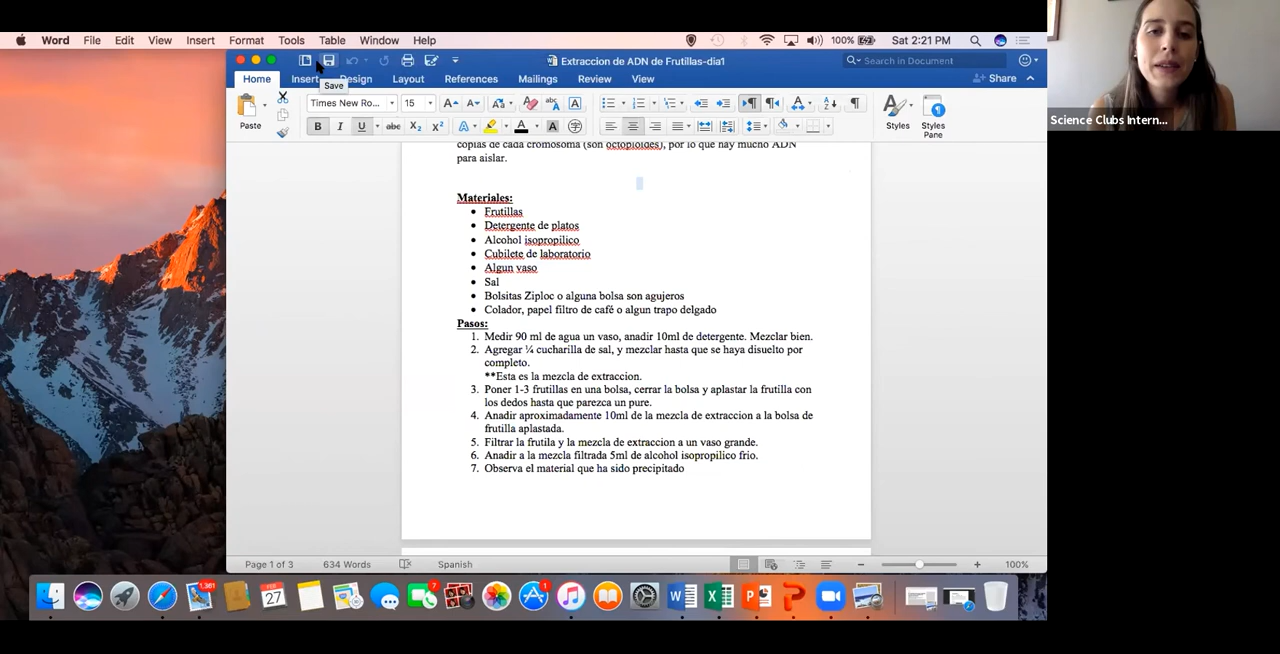 Word File Edit View Insert Format Tools Table Window Help
100% Sat 2:21 PM
Extraccion de ADN de Frutillas-dia1
Search in Document
Home Insert Design Layout References Mailings Review View
Share
Save
Paste
Times New Ro... 15
Styles
Styles Pane
copias de cada cromosoma (son octoploides), por lo que hay mucho ADN
para aislar.
Materiales:
Frutillas
Detergente de platos
Alcohol isopropilico
Cubilete de laboratorio
Algun vaso
Sal
Bolsitas Ziploc o alguna bolsa son agujeros
Colador, papel filtro de café o algun trapo delgado
Pasos:
1. Medir 90 ml de agua un vaso, anadir 10ml de detergente. Mezclar bien.
2. Agregar ¼ cucharilla de sal, y mezclar hasta que se haya disuelto por
completo.
**Esta es la mezcla de extraccion.
3. Poner 1-3 frutillas en una bolsa, cerrar la bolsa y aplastar la frutilla con
los dedos hasta que parezca un pure.
4. Anadir aproximadamente 10ml de la mezcla de extraccion a la bolsa de
frutilla aplastada.
5. Filtrar la frutila y la mezcla de extraccion a un vaso grande.
6. Anadir a la mezcla filtrada 5ml de alcohol isopropilico frio.
7. Observa el material que ha sido precipitado
Page 1 of 3 634 Words Spanish
100%
Science Clubs Intern...
1,361
FEB
27
7
1